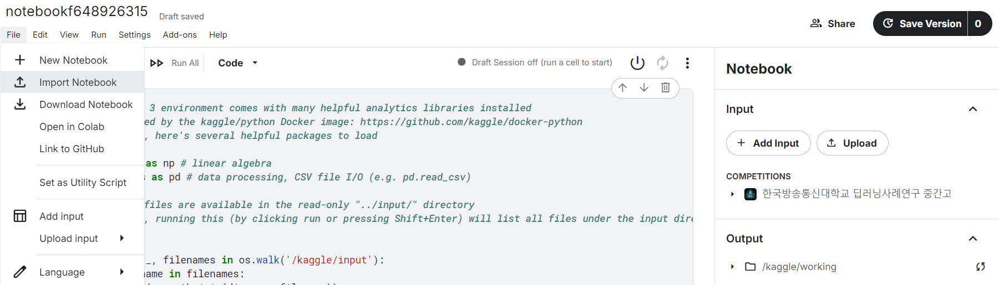 notebookf648926315
Draft saved
File Edit View Run Settings Add-ons Help
Share
Save Version 0
New Notebook
Import Notebook
Download Notebook
Open in Colab
Link to GitHub
Set as Utility Script
Add input
Upload input
Language
Run All
Code
Draft Session off (run a cell to start)
3 environment comes with many helpful analytics libraries installed
ed by the kaggle/python Docker image: https://github.com/kaggle/docker-python
, here's several helpful packages to load
as np # linear algebra
as pd # data processing, CSV file I/O (e.g. pd.read_csv)
files are available in the read-only "../input/" directory
, running this (by clicking run or pressing Shift+Enter) will list all files under the input dire
_, filenames in os.walk('/kaggle/input'):
name in filenames:
Notebook
Input
Add Input
Upload
COMPETITIONS
한국방송통신대학교 딥러닝사례연구 중간고
Output
/kaggle/working